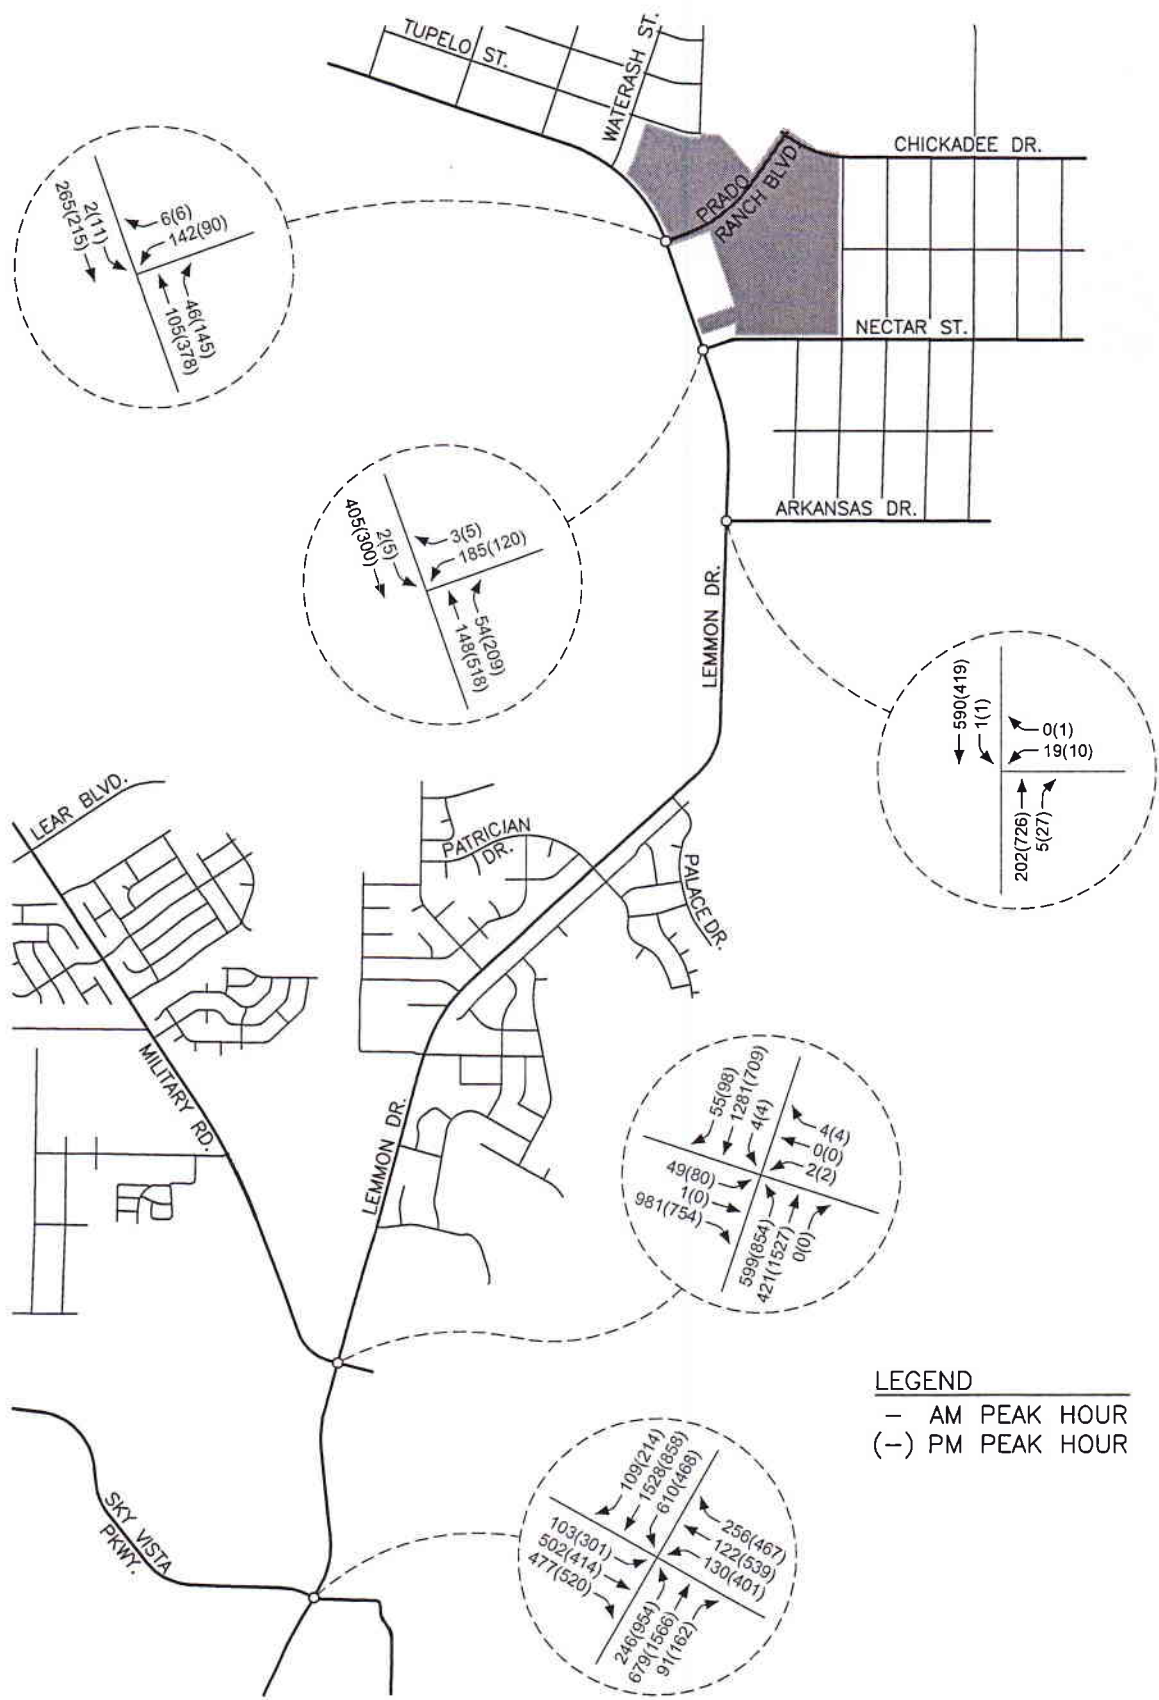 TUPELO ST.
WATERASH ST.
CHICKADEE DR.
PRADO
RANCH BLVD.
6(6)
142(90)
2(11)
265(215)
46(145)
105(378)
NECTAR ST.
ARKANSAS DR.
3(5)
185(120)
2(5)
405(300)
54(209)
148(518)
LEMMON DR.
590(419)
1(1)
0(1)
19(10)
202(726)
5(27)
LEAR BLVD.
PATRICIAN
DR.
PALACE DR.
MILITARY RD.
LEMMON DR.
55(98)
1281(709)
4(4)
4(4)
0(0)
2(2)
49(80)
1(0)
981(754)
599(854)
421(1527)
0(0)
LEGEND
– AM PEAK HOUR
(–) PM PEAK HOUR
SKY VISTA
PKWY.
109(214)
1528(858)
610(468)
103(301)
502(414)
477(520)
256(467)
122(539)
130(401)
246(954)
679(1566)
91(162)